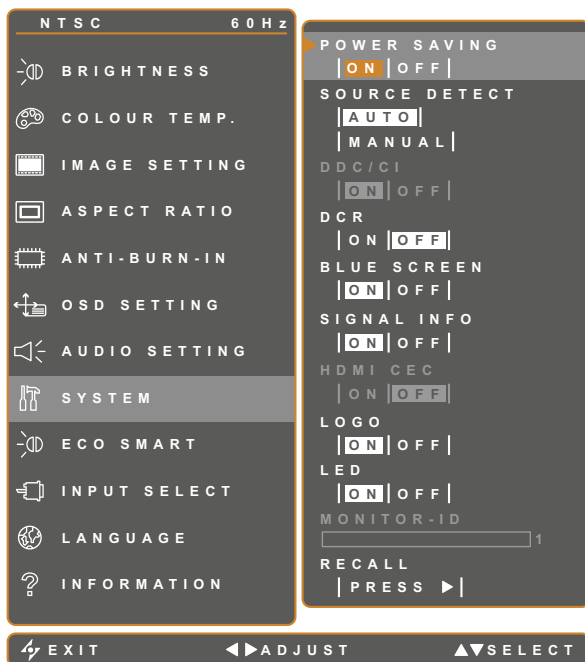 NTSC 60Hz
BRIGHTNESS
COLOUR TEMP.
IMAGE SETTING
ASPECT RATIO
ANTI-BURN-IN
OSD SETTING
AUDIO SETTING
SYSTEM
ECO SMART
INPUT SELECT
LANGUAGE
INFORMATION
POWER SAVING
ON OFF
SOURCE DETECT
AUTO
MANUAL
DDC/CI
ON OFF
DCR
ON OFF
BLUE SCREEN
ON OFF
SIGNAL INFO
ON OFF
HDMI CEC
ON OFF
LOGO
ON OFF
LED
ON OFF
MONITOR-ID
1
RECALL
PRESS ▶
EXIT ◀▶ADJUST ▲▼SELECT